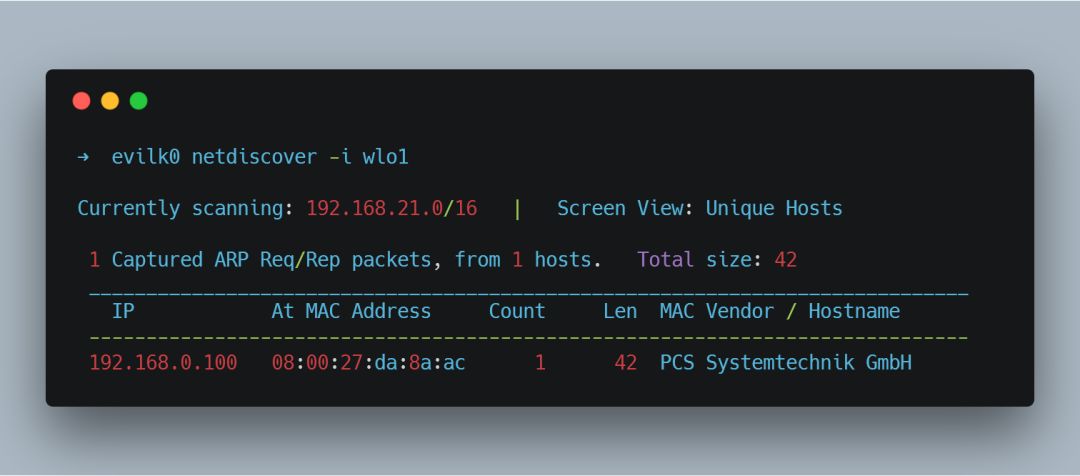 → evilk0 netdiscover -i wlo1
Currently scanning: 192.168.21.0/16 | Screen View: Unique Hosts
1 Captured ARP Req/Rep packets, from 1 hosts. Total size: 42
_____________________________________________________________________________
IP At MAC Address Count Len MAC Vendor / Hostname
-----------------------------------------------------------------------------
192.168.0.100 08:00:27:da:8a:ac 1 42 PCS Systemtechnik GmbH